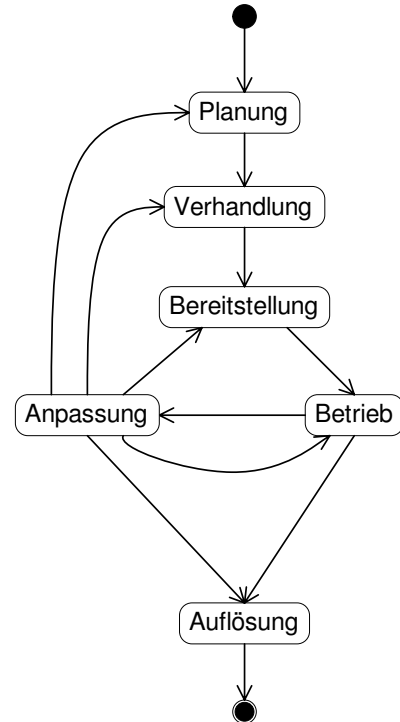 Planung
Verhandlung
Bereitstellung
Anpassung
Betrieb
Auflösung